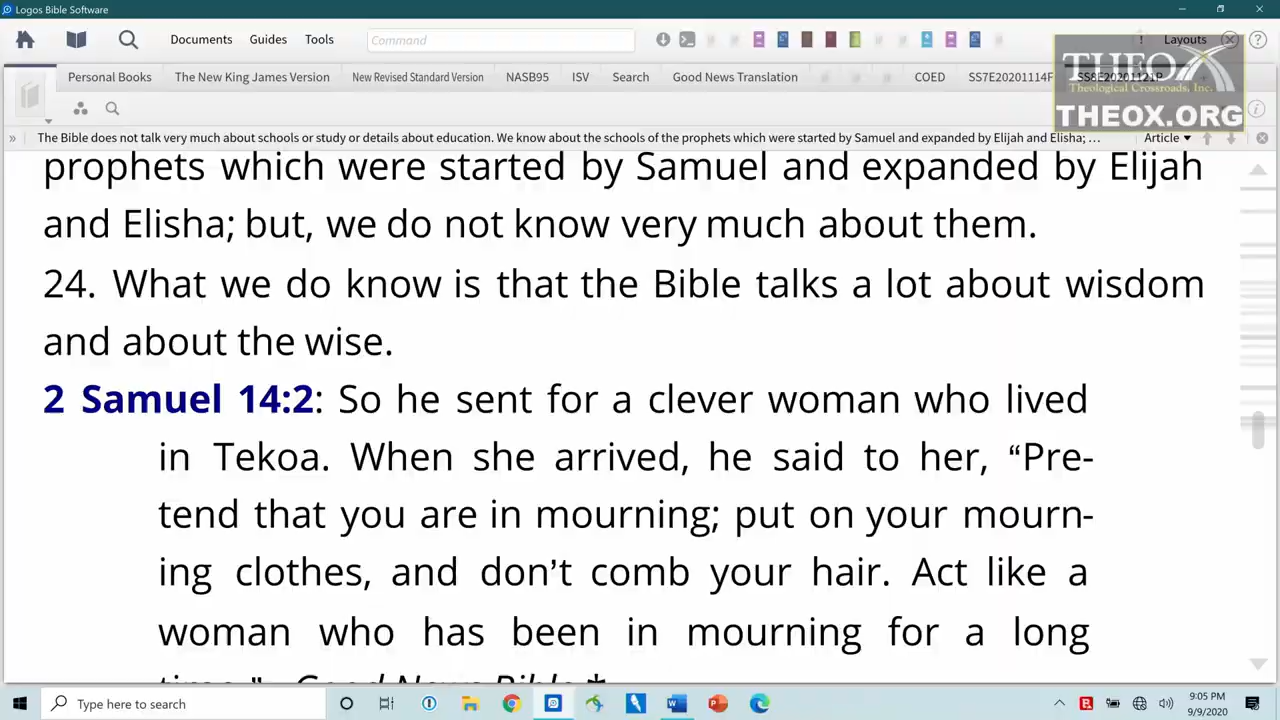 Logos Bible Software
Documents Guides Tools Command Layouts
THEOX
Theological Crossroads, Inc.
THEOX.ORG
Personal Books The New King James Version New Revised Standard Version NASB95 ISV Search Good News Translation COED SS7E20201114F SS8E20201121P
» The Bible does not talk very much about schools or study or details about education. We know about the schools of the prophets which were started by Samuel and expanded by Elijah and Elisha; ... Article
prophets which were started by Samuel and expanded by Elijah
and Elisha; but, we do not know very much about them.
24. What we do know is that the Bible talks a lot about wisdom
and about the wise.
2 Samuel 14:2: So he sent for a clever woman who lived
in Tekoa. When she arrived, he said to her, “Pre-
tend that you are in mourning; put on your mourn-
ing clothes, and don’t comb your hair. Act like a
woman who has been in mourning for a long
time.”—Good News Bible.*
Type here to search
9:05 PM
9/9/2020